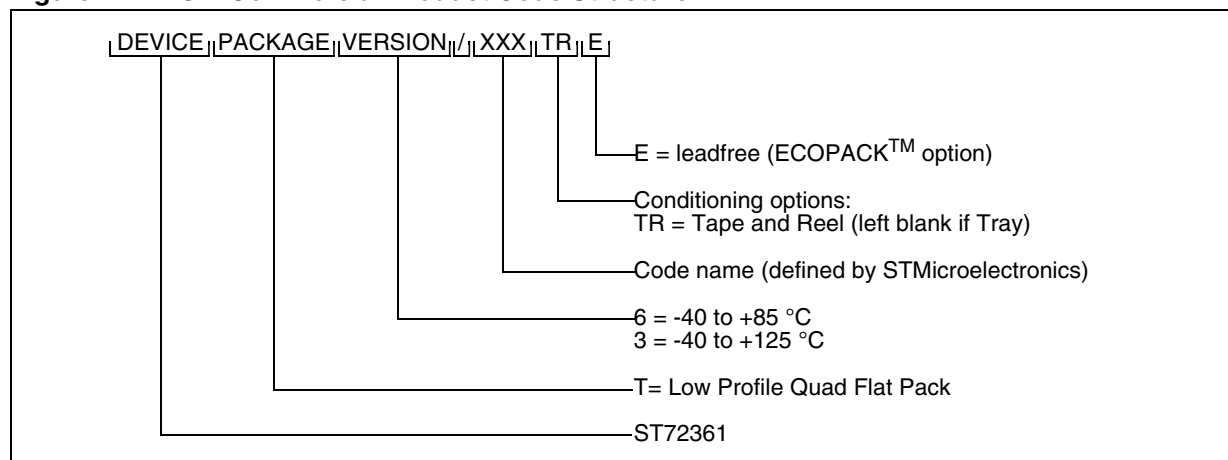 DEVICE PACKAGE VERSION / XXX TR E
E = leadfree (ECOPACK™ option)
Conditioning options:
TR = Tape and Reel (left blank if Tray)
Code name (defined by STMicroelectronics)
6 = -40 to +85 °C
3 = -40 to +125 °C
T= Low Profile Quad Flat Pack
ST72361